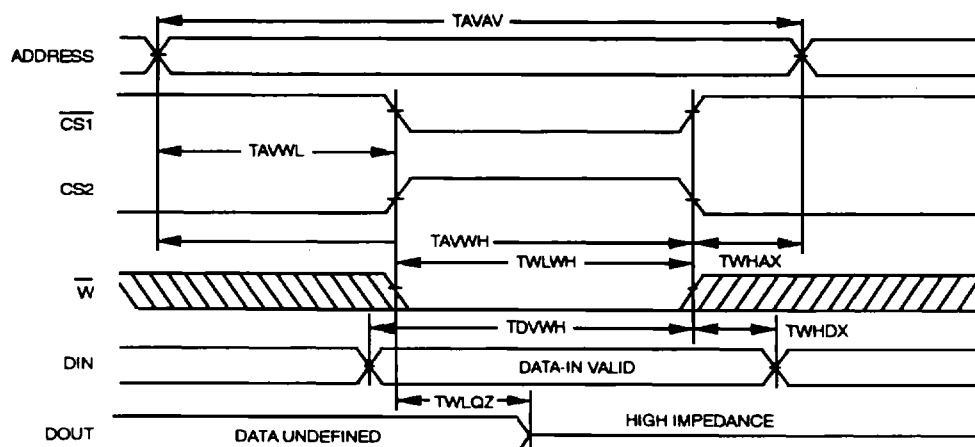 TAVAV
ADDRESS
CS1
TAVWL
CS2
TAVWH
TWLWH
TWHAX
W
TDVWH
TWHDX
DIN
DATA-IN VALID
TWLQZ
DOUT
DATA UNDEFINED
HIGH IMPEDANCE